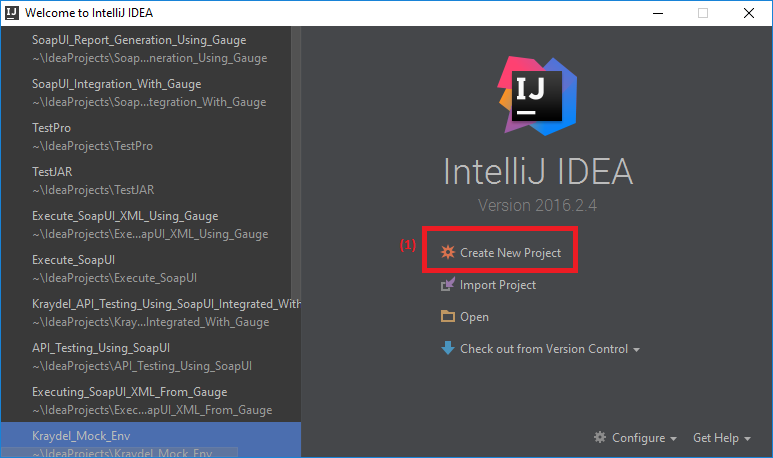 IJ Welcome to IntelliJ IDEA
SoapUI_Report_Generation_Using_Gauge
~\IdeaProjects\Soap...neration_Using_Gauge
SoapUI_Integration_With_Gauge
~\IdeaProjects\Soap...tegration_With_Gauge
TestPro
~\IdeaProjects\TestPro
TestJAR
~\IdeaProjects\TestJAR
Execute_SoapUI_XML_Using_Gauge
~\IdeaProjects\Exe...apUI_XML_Using_Gauge
Execute_SoapUI
~\IdeaProjects\Execute_SoapUI
Kraydel_API_Testing_Using_SoapUI_Integrated_With
~\IdeaProjects\Kray...Integrated_With_Gauge
API_Testing_Using_SoapUI
~\IdeaProjects\API_Testing_Using_SoapUI
Executing_SoapUI_XML_From_Gauge
~\IdeaProjects\Exec...apUI_XML_From_Gauge
Kraydel_Mock_Env
~\IdeaProjects\Kraydel_Mock_Env
IJ
IntelliJ IDEA
Version 2016.2.4
(1) Create New Project
Import Project
Open
Check out from Version Control
Configure Get Help